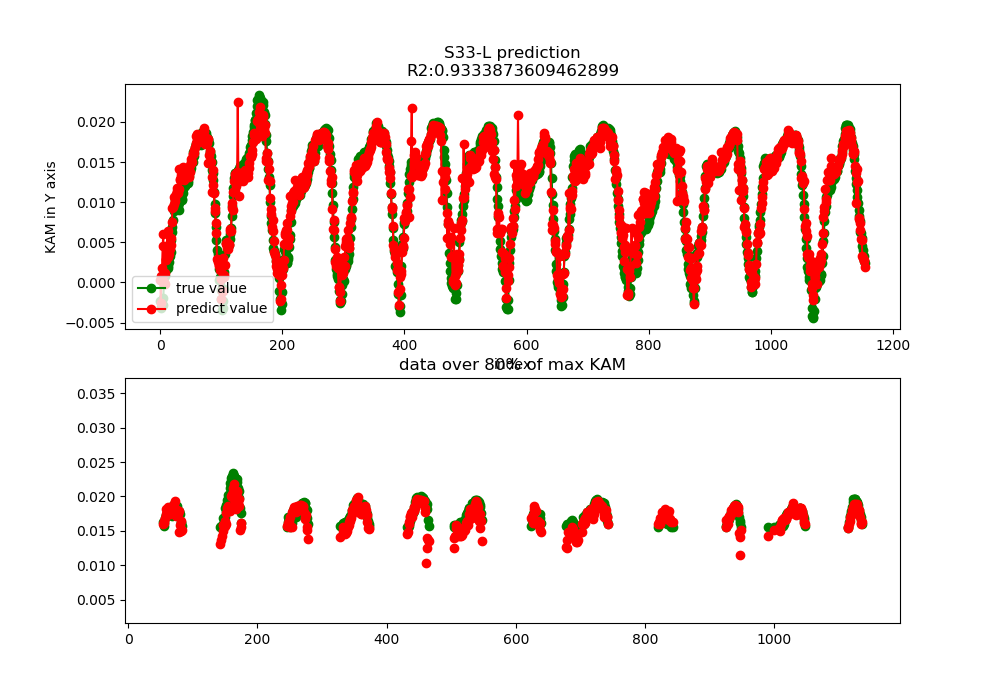 S33-L prediction
R2:0.9333873609462899
KAM in Y axis
0.020
0.015
0.010
0.005
0.000
−0.005
true value
predict value
0 200 400 600 800 1000 1200
index
data over 80% of max KAM
0.035
0.030
0.025
0.020
0.015
0.010
0.005
0 200 400 600 800 1000